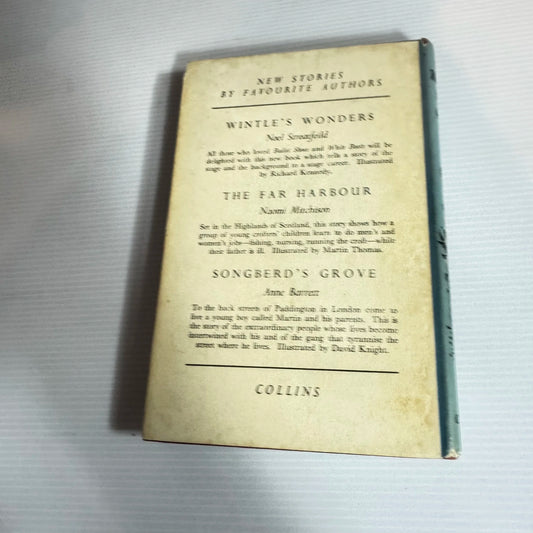 NEW STORIES
BY FAVOURITE AUTHORS
WINTLE'S WONDERS
Noel Streatfeild
All those who loved Ballet Shoes and White Boots will be
delighted with this new book which tells a story of the
stage and the background to a stage career. Illustrated
by Richard Kennedy.
THE FAR HARBOUR
Naomi Mitchison
Set in the Highlands of Scotland, this story shows how a
group of young crofters' children learn to do men's and
women's jobs—fishing, nursing, running the croft—while
their father is ill. Illustrated by Martin Thomas.
SONGBERD'S GROVE
Anne Barrett
To the back streets of Paddington in London come to
live a young boy called Martin and his parents. This is
the story of the extraordinary people whose lives become
intertwined with his and of the gang that tyrannise the
street where he lives. Illustrated by David Knight.
COLLINS